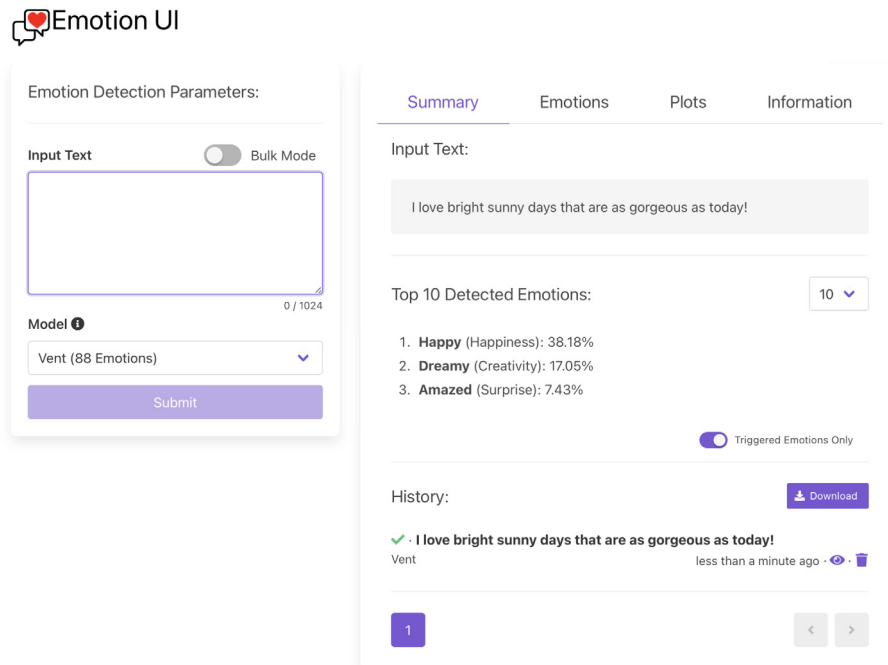 Emotion UI
Emotion Detection Parameters:
Input Text
Bulk Mode
0 / 1024
Model
Vent (88 Emotions)
Submit
Summary
Emotions
Plots
Information
Input Text:
I love bright sunny days that are as gorgeous as today!
Top 10 Detected Emotions:
10
1. Happy (Happiness): 38.18%
2. Dreamy (Creativity): 17.05%
3. Amazed (Surprise): 7.43%
Triggered Emotions Only
History:
Download
· I love bright sunny days that are as gorgeous as today!
Vent
less than a minute ago · ·
1